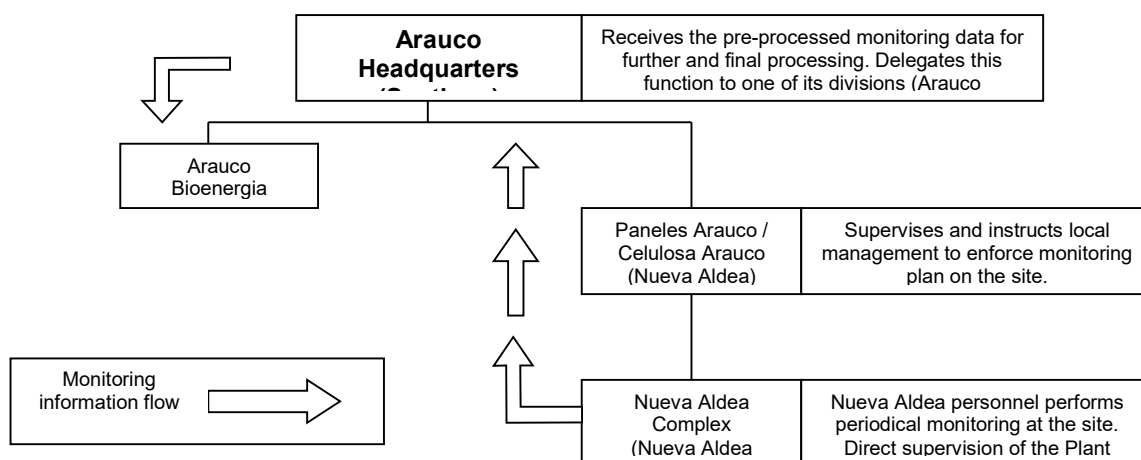 Arauco
Headquarters
Receives the pre-processed monitoring data for
further and final processing. Delegates this
function to one of its divisions (Arauco
Arauco
Bioenergia
Paneles Arauco /
Celulosa Arauco
(Nueva Aldea)
Supervises and instructs local
management to enforce monitoring
plan on the site.
Monitoring
information flow
Nueva Aldea
Complex
(Nueva Aldea
Nueva Aldea personnel performs
periodical monitoring at the site.
Direct supervision of the Plant